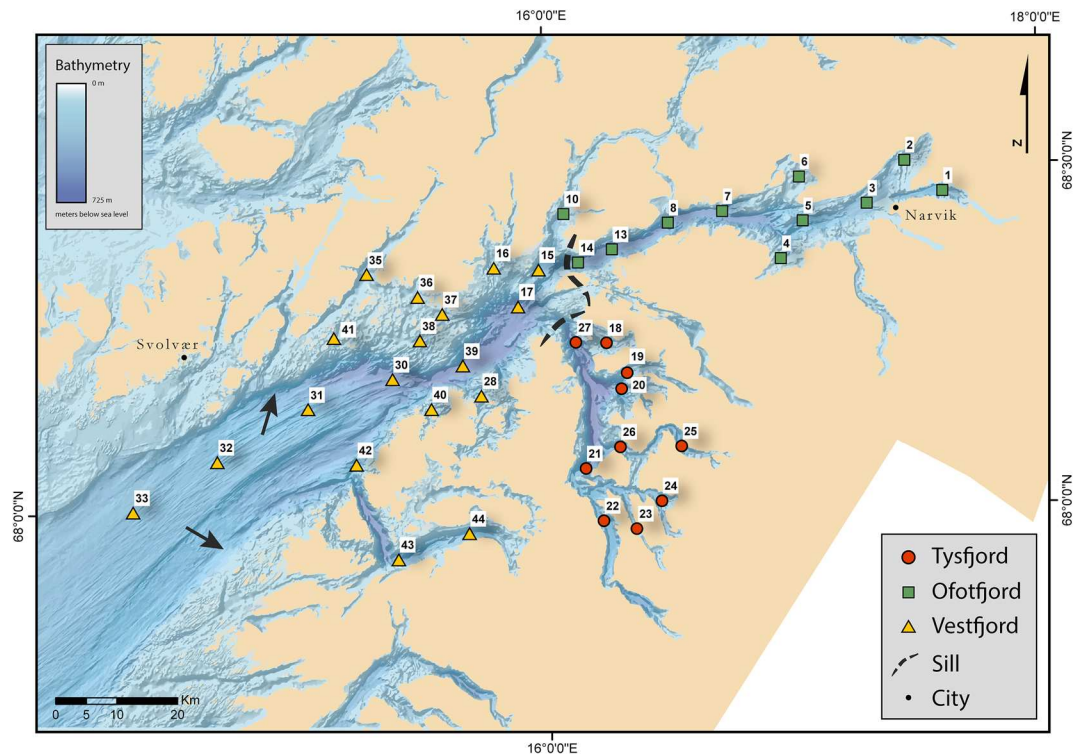 16°0'0"E
18°0'0"E
Bathymetry
0 m
725 m
meters below sea level
N
68°30'0"N
2
6
1
3
7
5
10
8
Narvik
13
4
14
16
15
35
17
36
37
41
38
27
18
Svolvær
39
19
30
20
28
31
40
26
25
42
32
21
24
33
22
23
44
43
68°0'0"N
68°0'0"N
Tysfjord
Ofotfjord
Vestfjord
Sill
City
Km
0 5 10 20
16°0'0"E